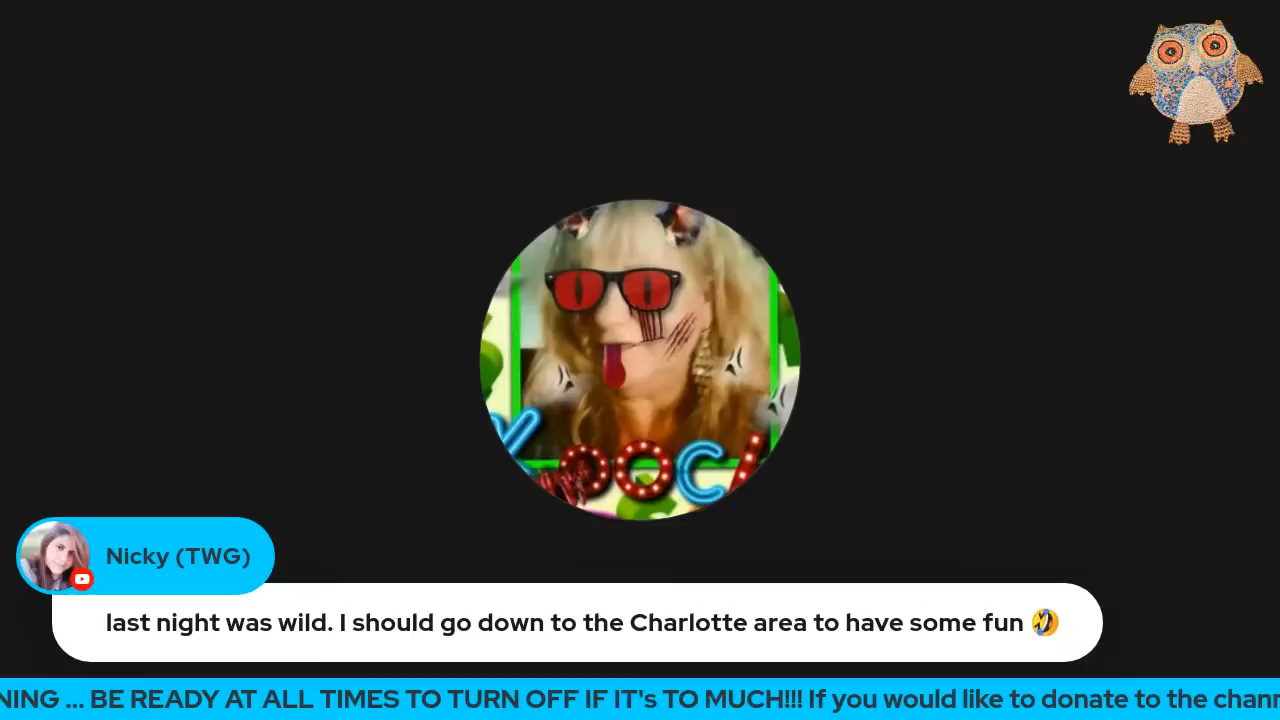 OOC
Nicky (TWG)
last night was wild. I should go down to the Charlotte area to have some fun 🤣
NING ... BE READY AT ALL TIMES TO TURN OFF IF IT's TO MUCH!!! If you would like to donate to the chann